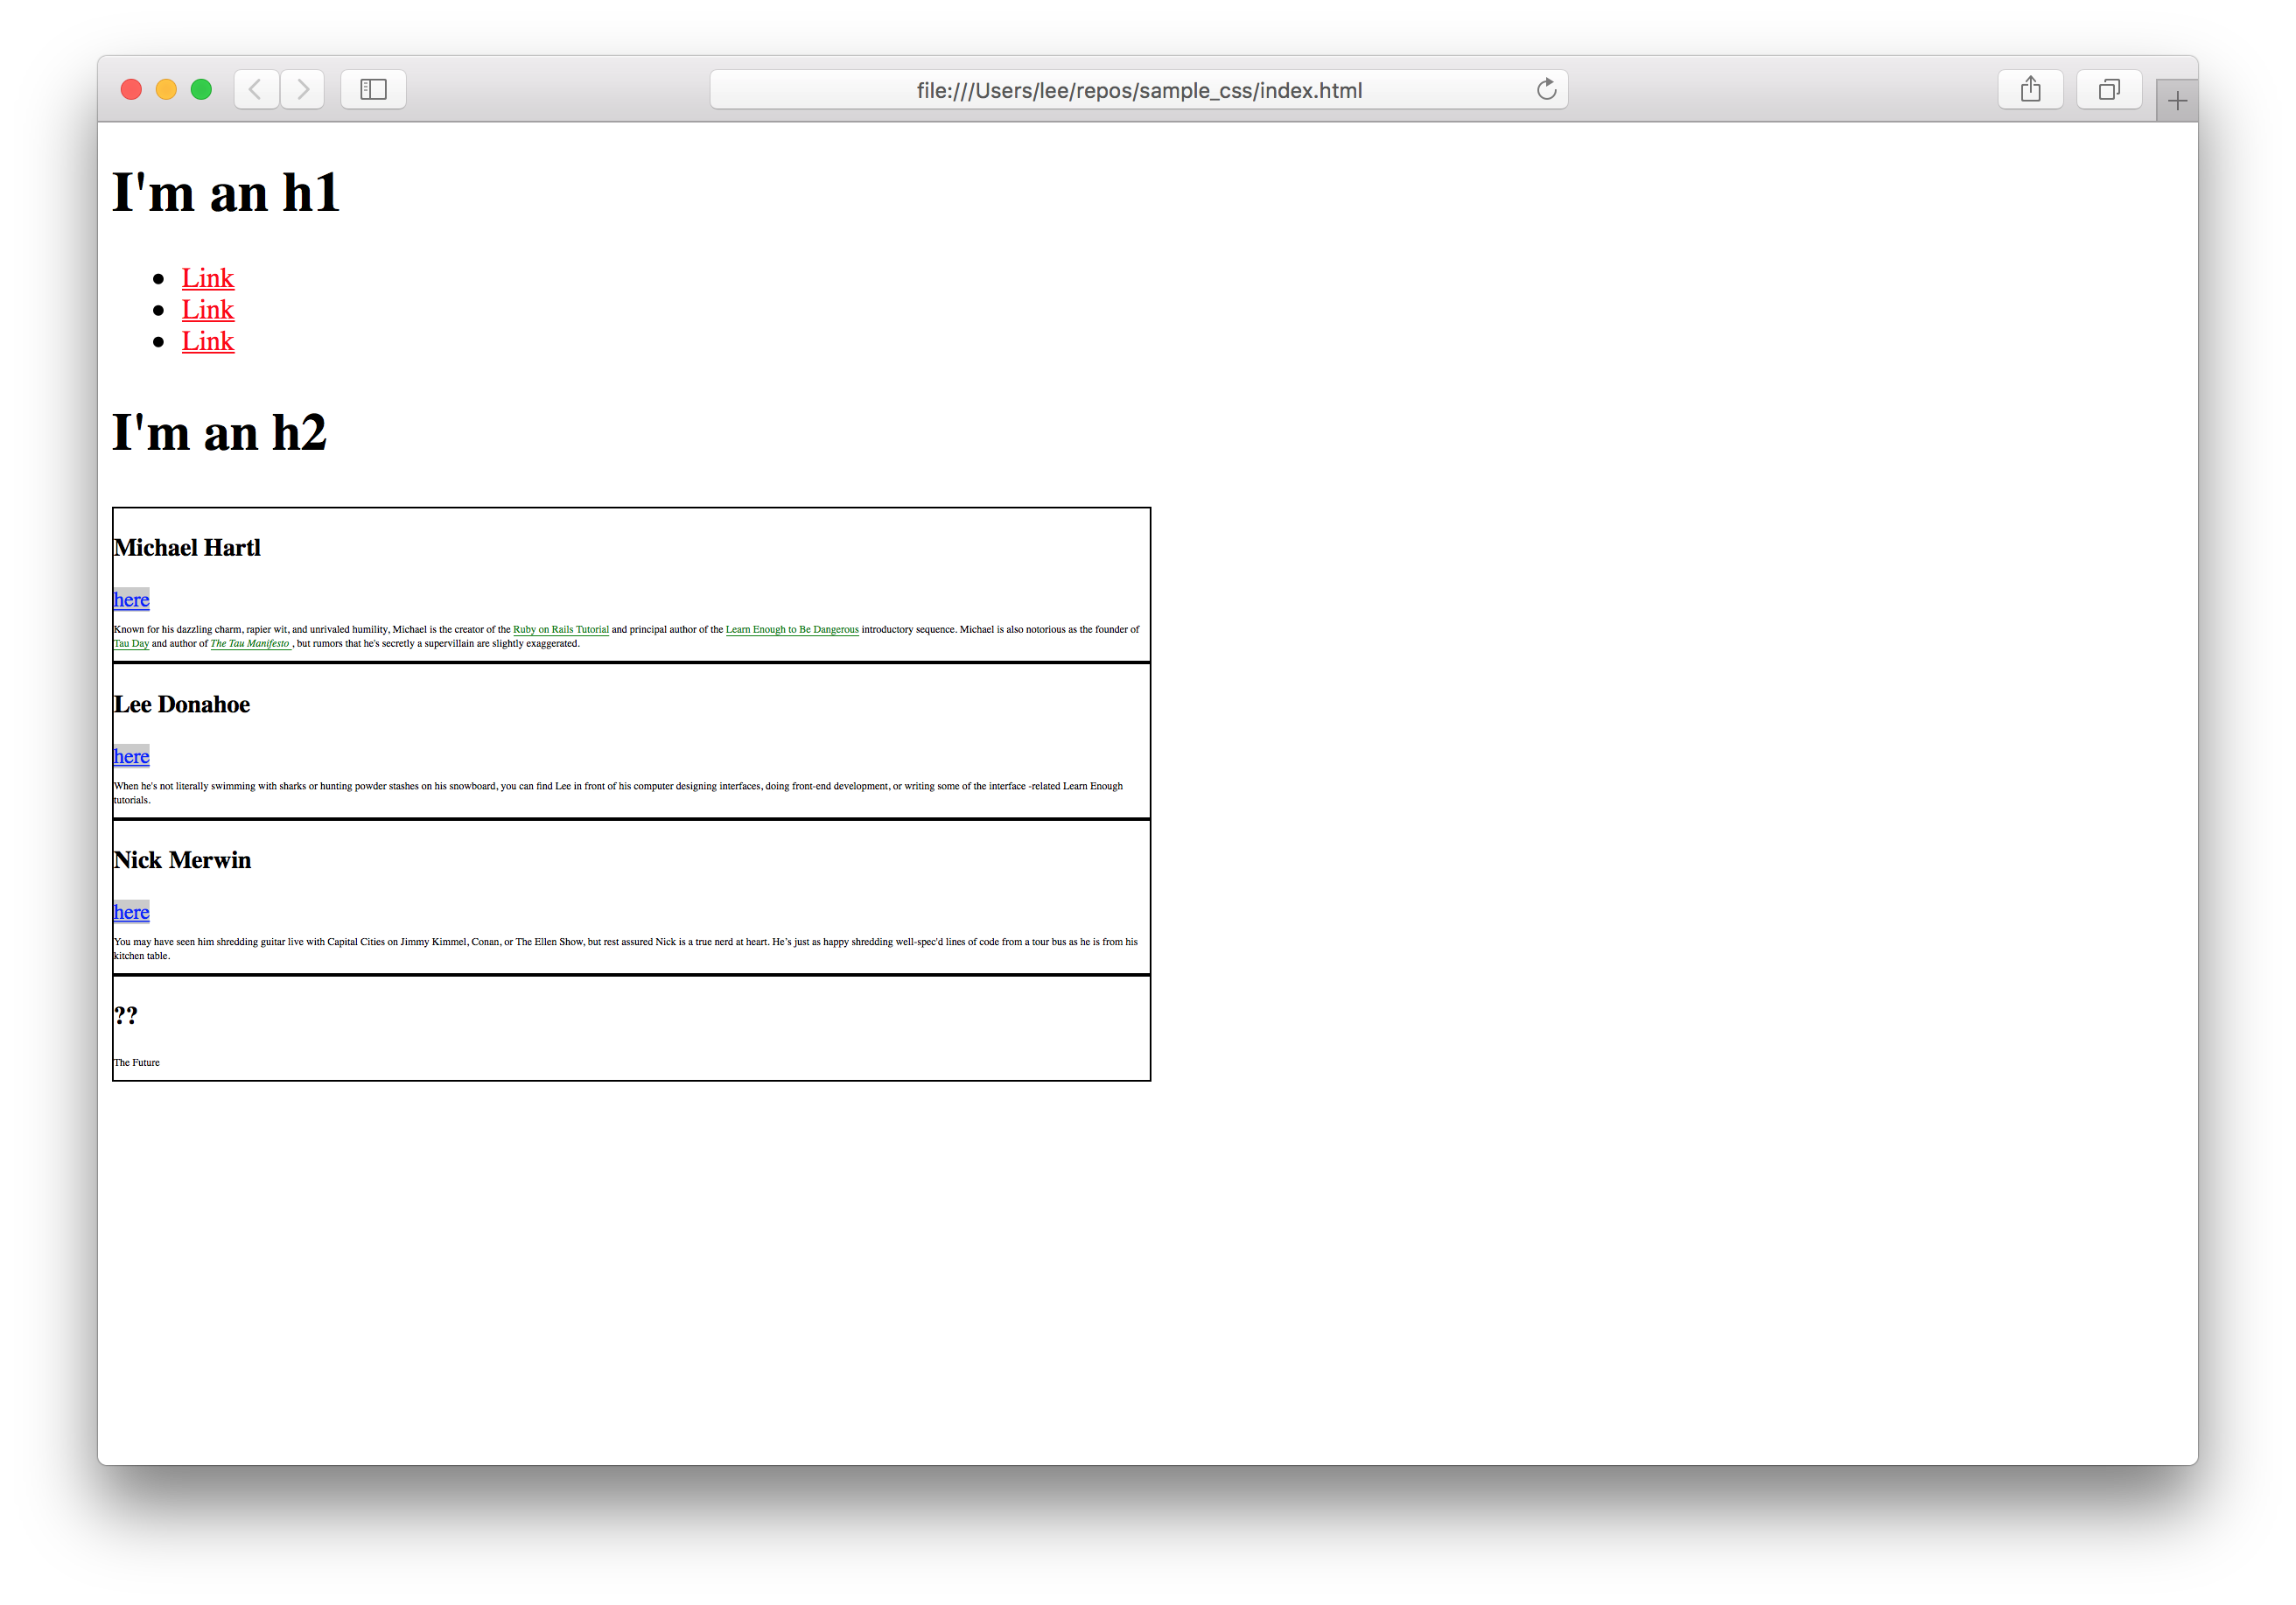 file:///Users/lee/repos/sample_css/index.html
I'm an h1
Link
Link
Link
I'm an h2
Michael Hartl
here
Known for his dazzling charm, rapier wit, and unrivaled humility, Michael is the creator of the Ruby on Rails Tutorial and principal author of the Learn Enough to Be Dangerous introductory sequence. Michael is also notorious as the founder of
Tau Day and author of The Tau Manifesto , but rumors that he's secretly a supervillain are slightly exaggerated.
Lee Donahoe
here
When he's not literally swimming with sharks or hunting powder stashes on his snowboard, you can find Lee in front of his computer designing interfaces, doing front-end development, or writing some of the interface -related Learn Enough
tutorials.
Nick Merwin
here
You may have seen him shredding guitar live with Capital Cities on Jimmy Kimmel, Conan, or The Ellen Show, but rest assured Nick is a true nerd at heart. He’s just as happy shredding well-spec'd lines of code from a tour bus as he is from his
kitchen table.
??
The Future